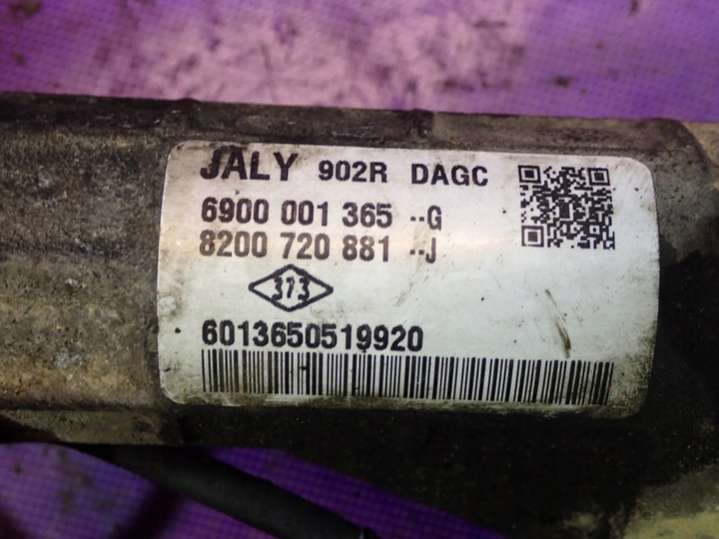 JALY 902R DAGC
6900 001 365 --G
8200 720 881 --J
373
6013650519920